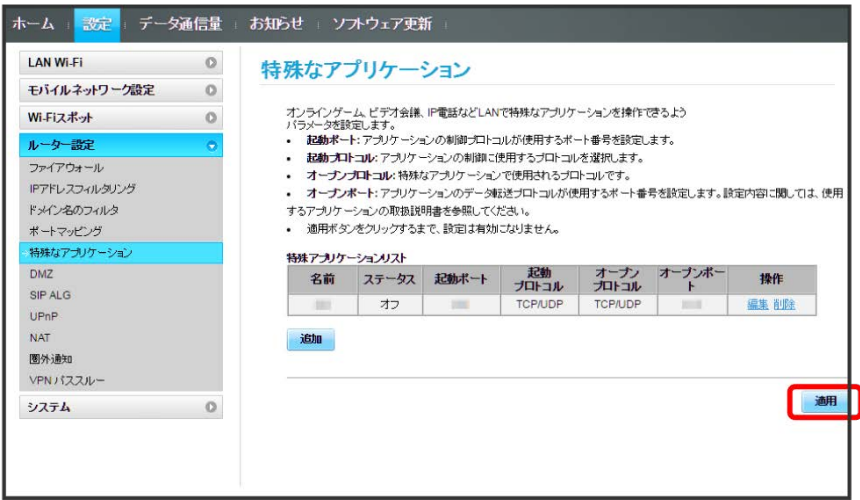 ホーム 設定 データ通信量 お知らせ ソフトウェア更新
LAN Wi-Fi
モバイルネットワーク設定
Wi-Fiスポット
ルーター設定
ファイアウォール
IPアドレスフィルタリング
ドメイン名のフィルタ
ポートマッピング
特殊なアプリケーション
DMZ
SIP ALG
UPnP
NAT
圏外通知
VPN パススルー
システム
特殊なアプリケーション
オンラインゲーム、ビデオ会議、IP電話などLANで特殊なアプリケーションを操作できるよう
パラメータを設定します。
• 起動ポート: アプリケーションの制御プロトコルが使用するポート番号を設定します。
• 起動プロトコル: アプリケーションの制御に使用するプロトコルを選択します。
• オープンプロトコル: 特殊なアプリケーションで使用されるプロトコルです。
• オープンポート: アプリケーションのデータ転送プロトコルが使用するポート番号を設定します。設定内容に関しては、使用
するアプリケーションの取扱説明書を参照してください。
• 適用ボタンをクリックするまで、設定は有効になりません。
特殊アプリケーションリスト
名前 ステータス 起動ポート 起動プロトコル オープンプロトコル オープンポート 操作
オフ TCP/UDP TCP/UDP 編集 削除
追加
適用